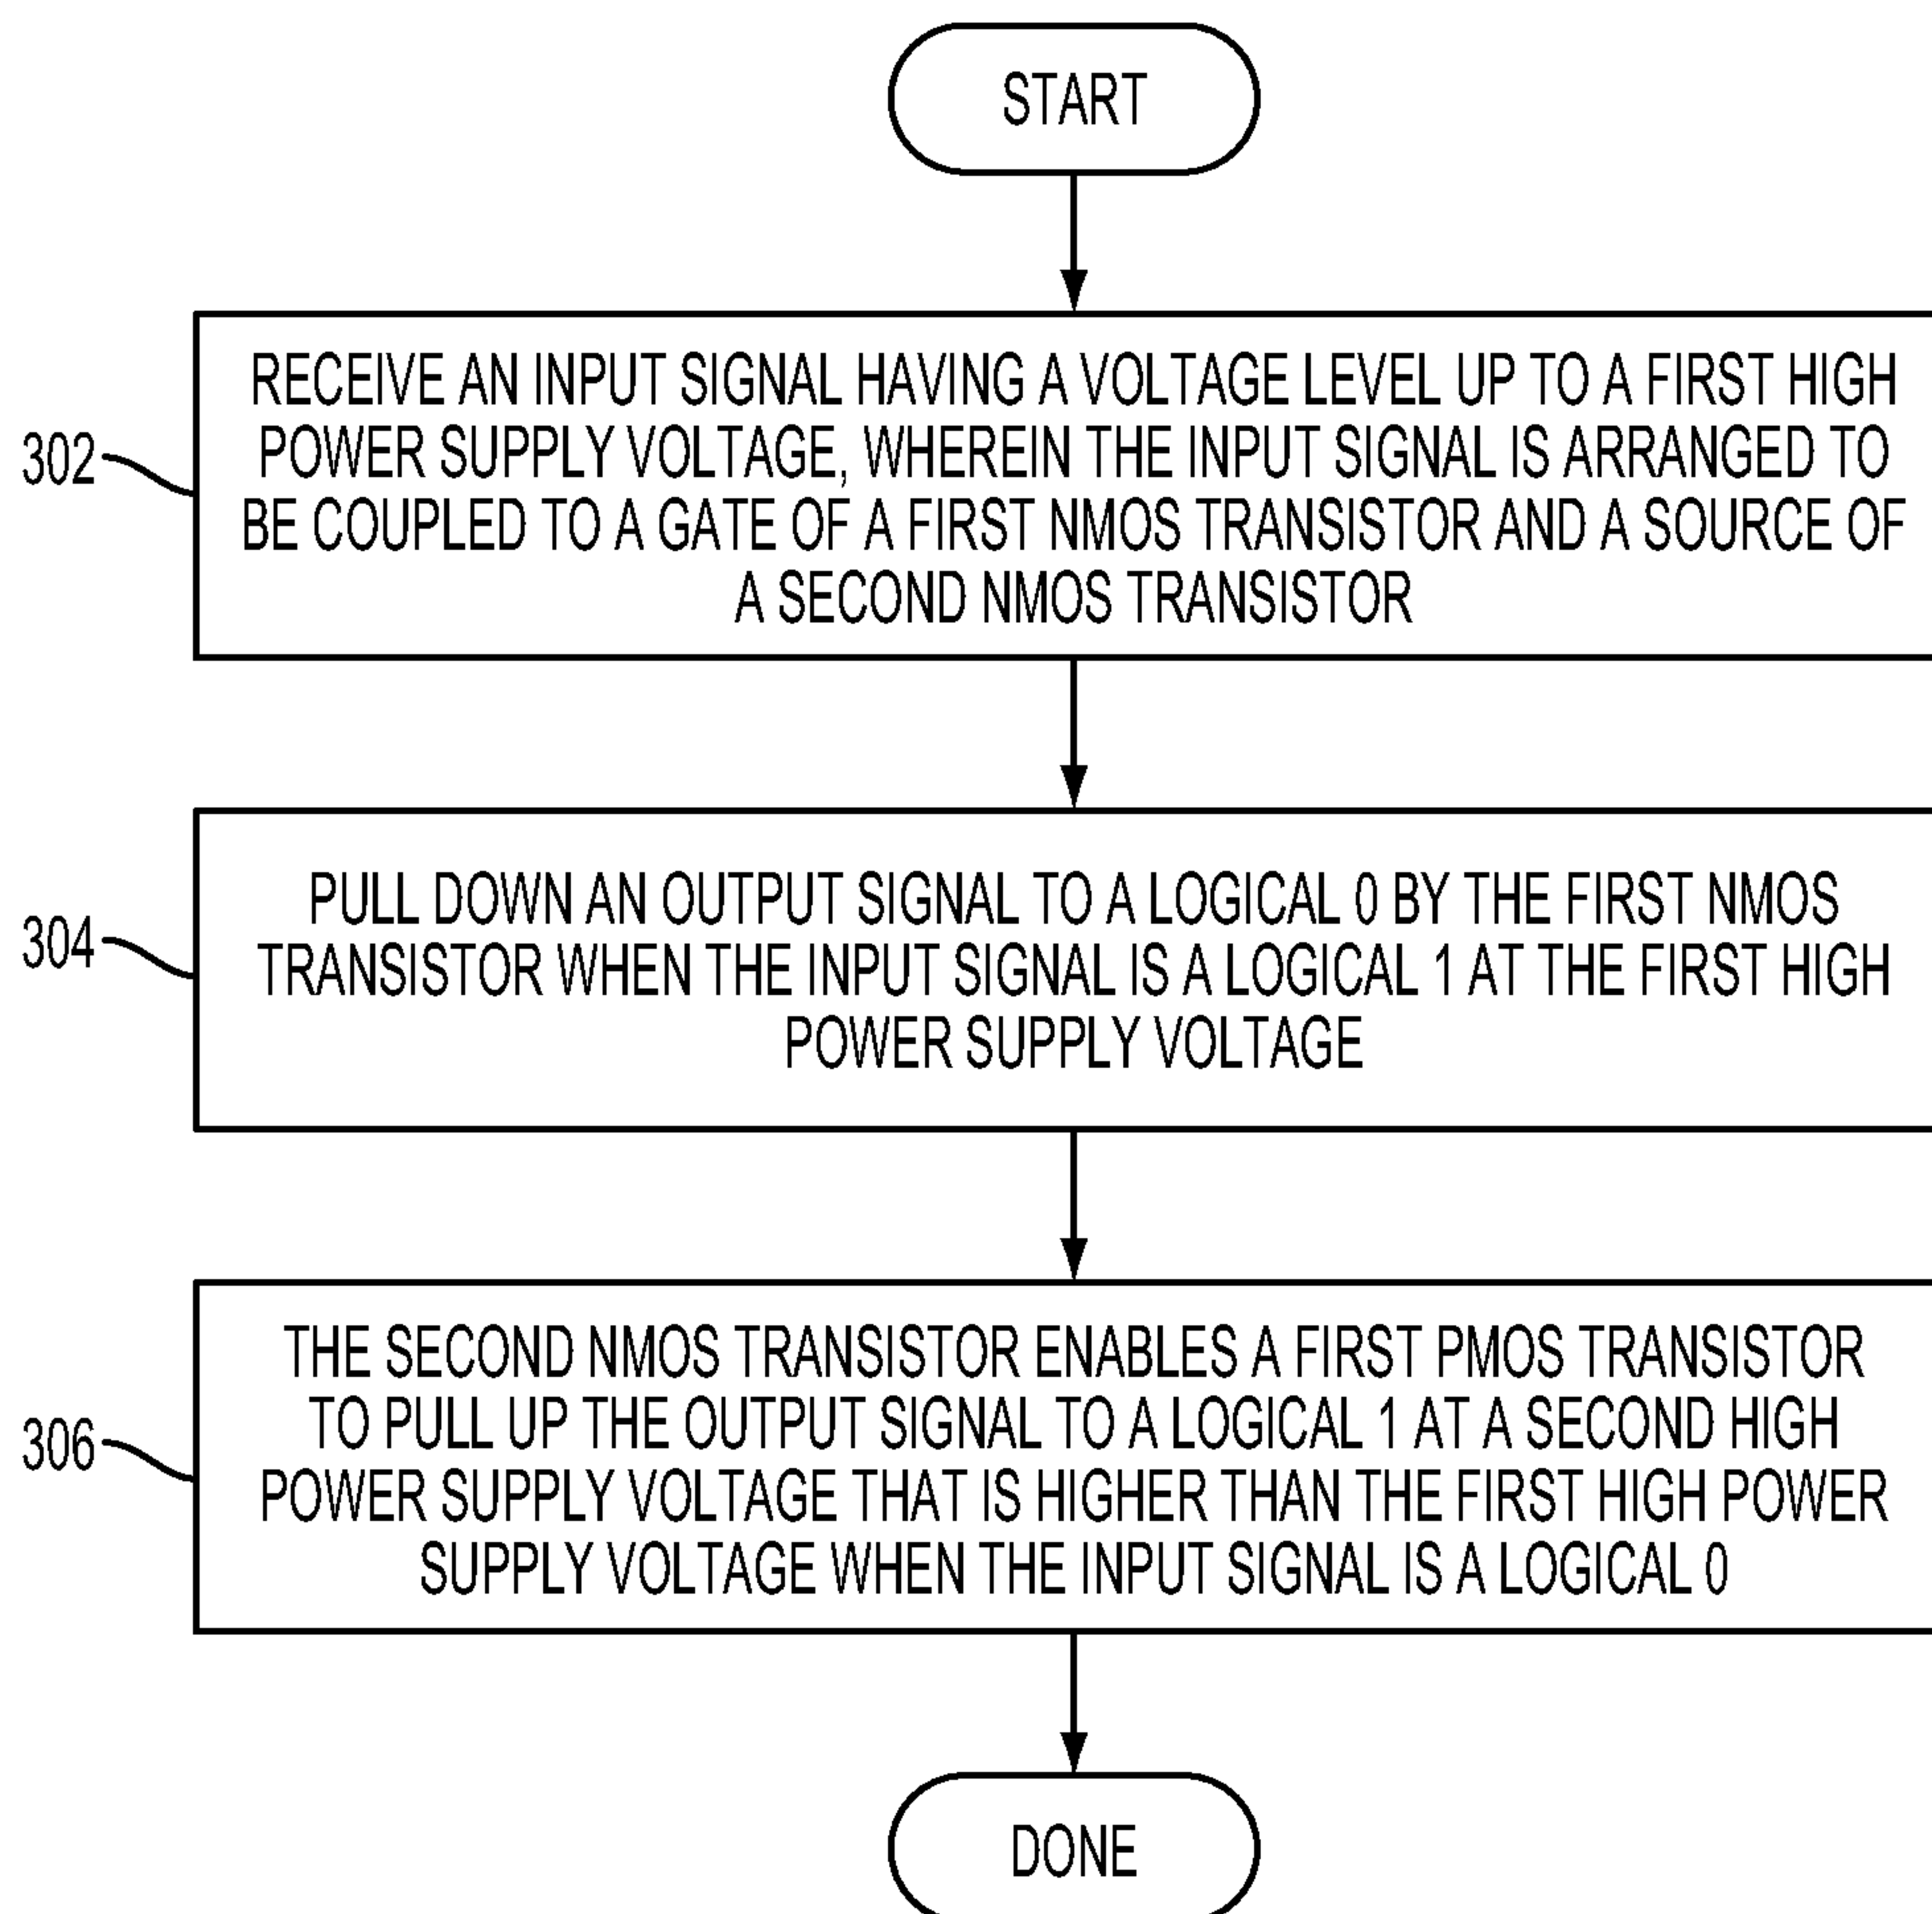 START
302
RECEIVE AN INPUT SIGNAL HAVING A VOLTAGE LEVEL UP TO A FIRST HIGH
POWER SUPPLY VOLTAGE, WHEREIN THE INPUT SIGNAL IS ARRANGED TO
BE COUPLED TO A GATE OF A FIRST NMOS TRANSISTOR AND A SOURCE OF
A SECOND NMOS TRANSISTOR
304
PULL DOWN AN OUTPUT SIGNAL TO A LOGICAL 0 BY THE FIRST NMOS
TRANSISTOR WHEN THE INPUT SIGNAL IS A LOGICAL 1 AT THE FIRST HIGH
POWER SUPPLY VOLTAGE
306
THE SECOND NMOS TRANSISTOR ENABLES A FIRST PMOS TRANSISTOR
TO PULL UP THE OUTPUT SIGNAL TO A LOGICAL 1 AT A SECOND HIGH
POWER SUPPLY VOLTAGE THAT IS HIGHER THAN THE FIRST HIGH POWER
SUPPLY VOLTAGE WHEN THE INPUT SIGNAL IS A LOGICAL 0
DONE